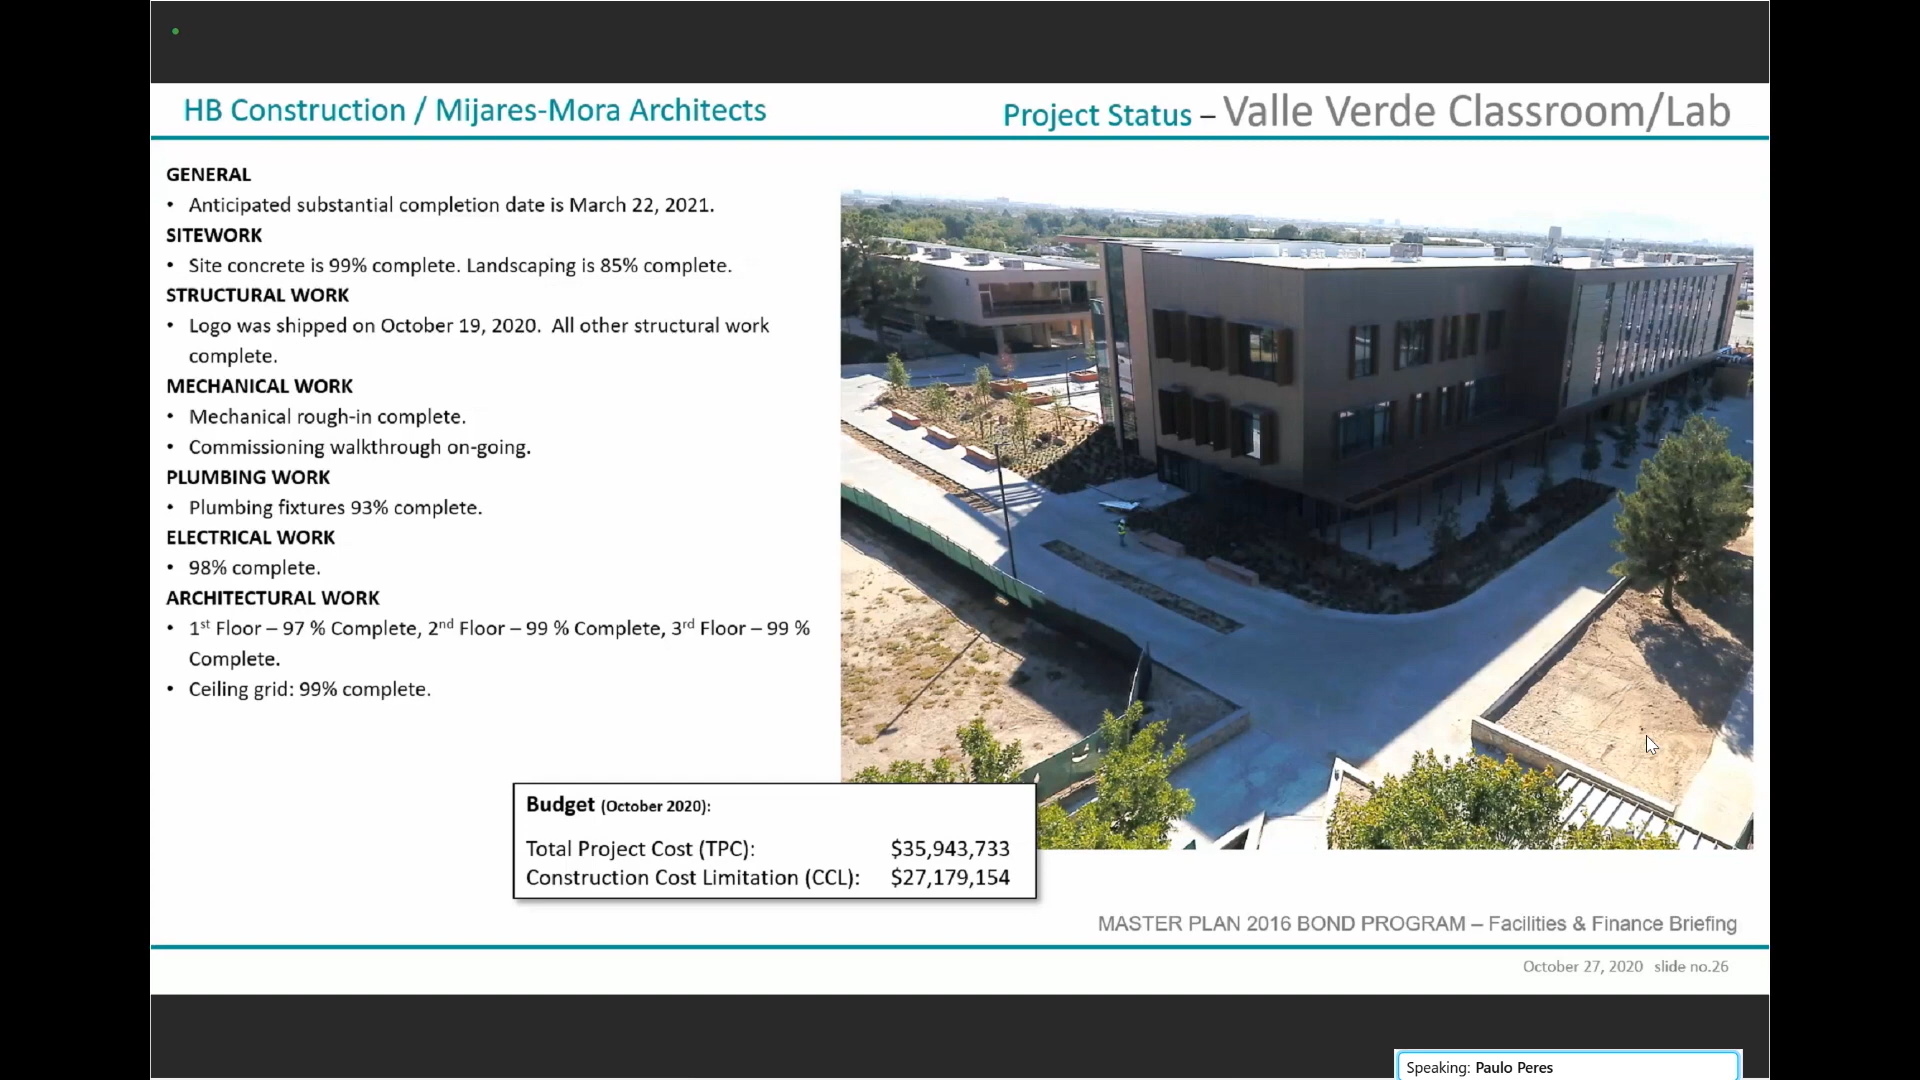 HB Construction / Mijares-Mora Architects
Project Status – Valle Verde Classroom/Lab
GENERAL
• Anticipated substantial completion date is March 22, 2021.
SITEWORK
• Site concrete is 99% complete. Landscaping is 85% complete.
STRUCTURAL WORK
• Logo was shipped on October 19, 2020. All other structural work
complete.
MECHANICAL WORK
• Mechanical rough-in complete.
• Commissioning walkthrough on-going.
PLUMBING WORK
• Plumbing fixtures 93% complete.
ELECTRICAL WORK
• 98% complete.
ARCHITECTURAL WORK
• 1st Floor – 97 % Complete, 2nd Floor – 99 % Complete, 3rd Floor – 99 %
Complete.
• Ceiling grid: 99% complete.
Budget (October 2020):
Total Project Cost (TPC): $35,943,733
Construction Cost Limitation (CCL): $27,179,154
MASTER PLAN 2016 BOND PROGRAM – Facilities & Finance Briefing
October 27, 2020 slide no.26
Speaking: Paulo Peres